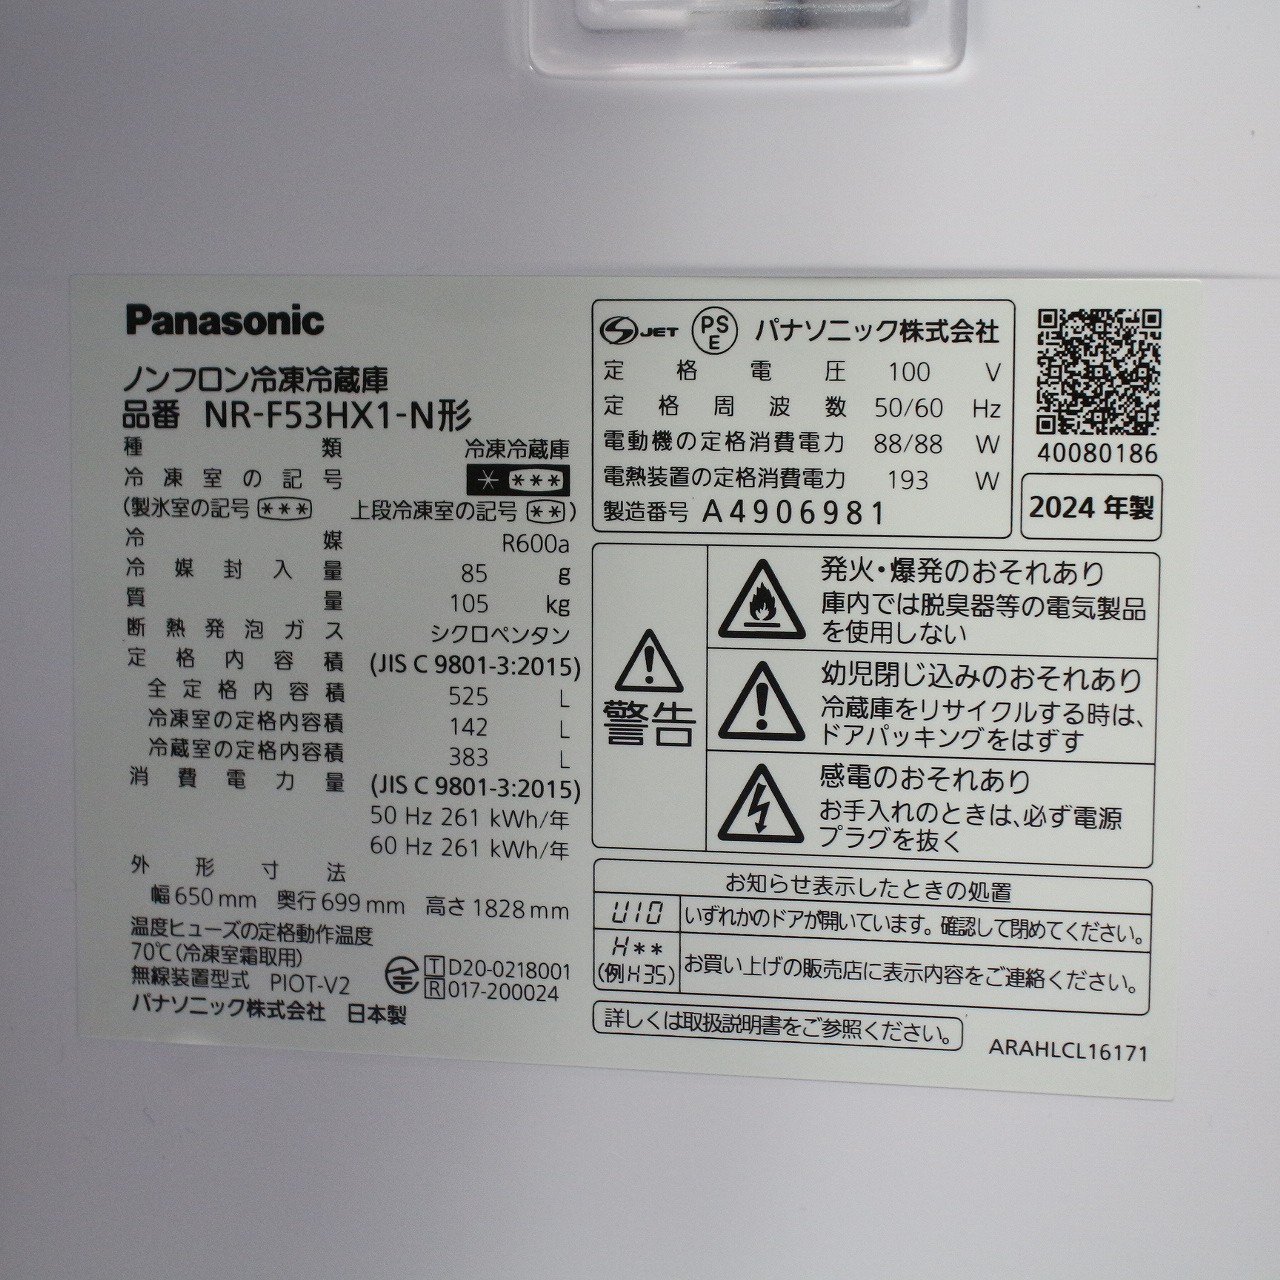 Panasonic
ノンフロン冷凍冷蔵庫
品番 NR-F53HX1-N形
種類 冷凍冷蔵庫
冷凍室の記号 * ***
(製氷室の記号 *** 上段冷凍室の記号 **)
冷媒 R600a
冷媒封入量 85 g
質量 105 kg
断熱発泡ガス シクロペンタン
定格内容積 (JIS C 9801-3:2015)
全定格内容積 525 L
冷凍室の定格内容積 142 L
冷蔵室の定格内容積 383 L
消費電力量 (JIS C 9801-3:2015)
50 Hz 261 kWh/年
60 Hz 261 kWh/年
外形寸法
幅 650 mm 奥行 699 mm 高さ 1828 mm
温度ヒューズの定格動作温度
70℃(冷凍室霜取用)
無線装置型式 PIOT-V2
T D20-0218001
R 017-200024
パナソニック株式会社 日本製
S JET PSE パナソニック株式会社
定格電圧 100 V
定格周波数 50/60 Hz
電動機の定格消費電力 88/88 W
電熱装置の定格消費電力 193 W
製造番号 A4906981
40080186
2024 年製
警告
発火・爆発のおそれあり
庫内では脱臭器等の電気製品
を使用しない
幼児閉じ込みのおそれあり
冷蔵庫をリサイクルする時は、
ドアパッキングをはずす
感電のおそれあり
お手入れのときは、必ず電源
プラグを抜く
お知らせ表示したときの処置
U10 いずれかのドアが開いています。確認して閉めてください。
H** (例H35) お買い上げの販売店に表示内容をご連絡ください。
詳しくは取扱説明書をご参照ください。
ARAHLCL16171